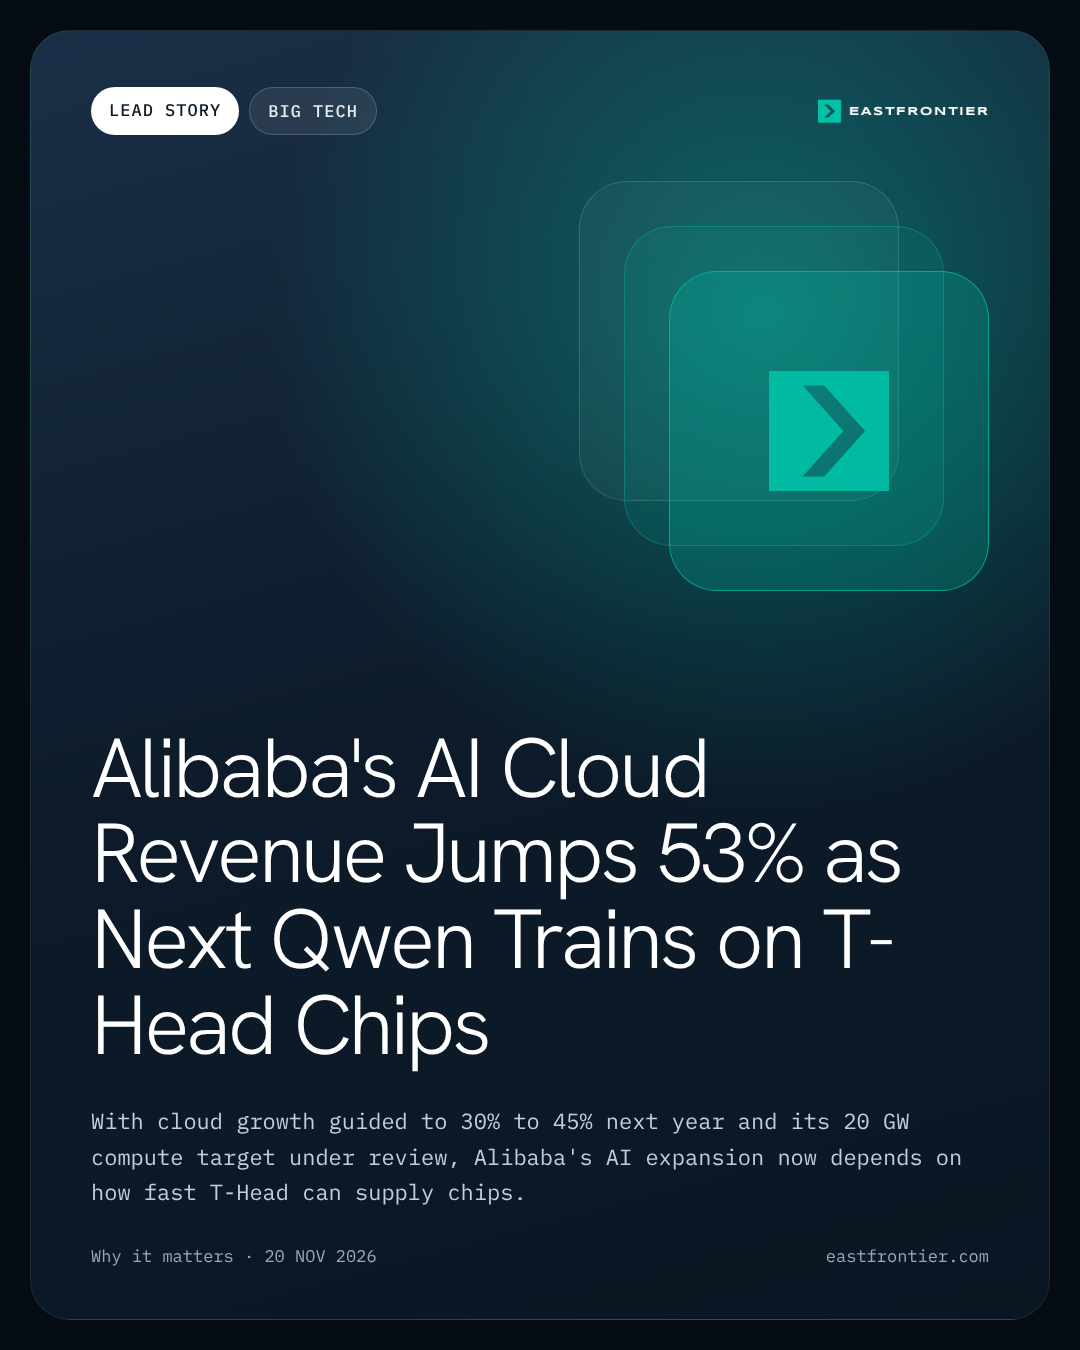 LEAD STORY
BIG TECH
EASTFRONTIER
Alibaba's AI Cloud
Revenue Jumps 53% as
Next Qwen Trains on T-
Head Chips
With cloud growth guided to 30% to 45% next year and its 20 GW
compute target under review, Alibaba's AI expansion now depends on
how fast T-Head can supply chips.
Why it matters · 20 NOV 2026
eastfrontier.com